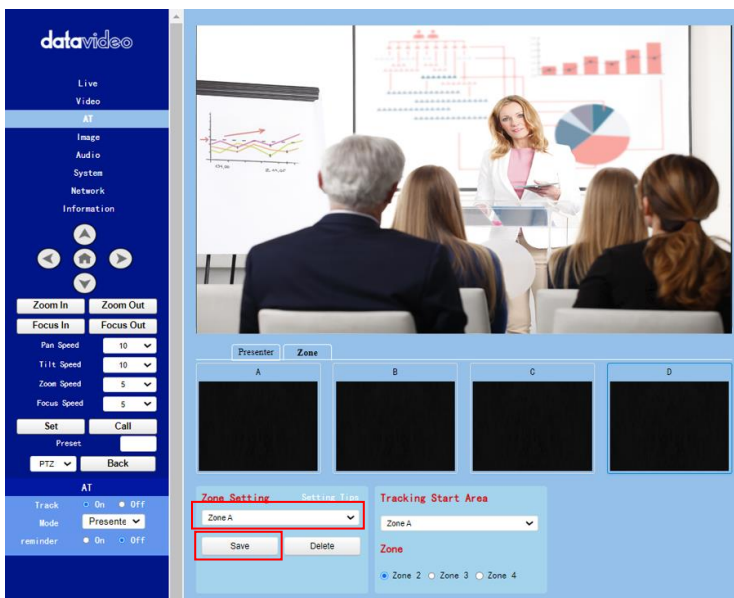 datavideo
Live
Video
AT
Image
Audio
System
Network
Information
Zoom In Zoom Out
Focus In Focus Out
Pan Speed 10
Tilt Speed 10
Zoom Speed 5
Focus Speed 5
Set Call
Preset
PTZ Back
AT
Track On Off
Mode Presente
reminder On Off
Presenter Zone
A B C D
Zone Setting Setting Tips
Zone A
Save Delete
Tracking Start Area
Zone A
Zone
Zone 2 Zone 3 Zone 4